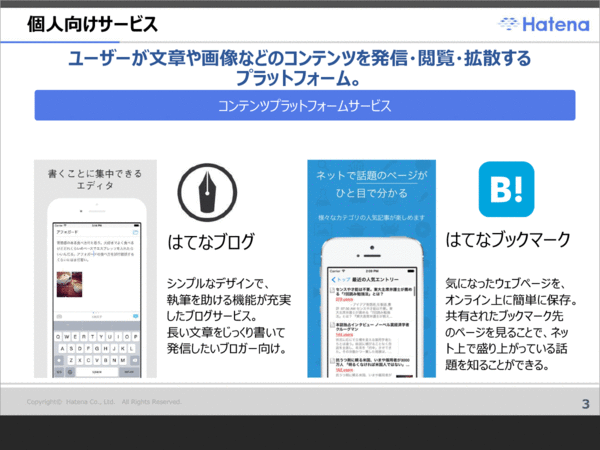 個人向けサービス
Hatena
ユーザーが文章や画像などのコンテンツを発信・閲覧・拡散する
プラットフォーム。
コンテンツプラットフォームサービス
書くことに集中できる
エディタ
はてなブログ
シンプルなデザインで、
執筆を助ける機能が充実
したブログサービス。
長い文章をじっくり書いて
発信したいブロガー向け。
ネットで話題のページが
ひと目で分かる
様々なカテゴリの人気記事が楽しめます
トップ 最近の人気エントリー
B!
はてなブックマーク
気になったウェブページを、
オンライン上に簡単に保存。
共有されたブックマーク先
のページを見ることで、ネッ
ト上で盛り上がっている話
題を知ることができる。
Q W E R T Y U I O P
A S D F G H J K L
Z X C V B N M
Copyright© Hatena Co., Ltd. All Rights Reserved.
3